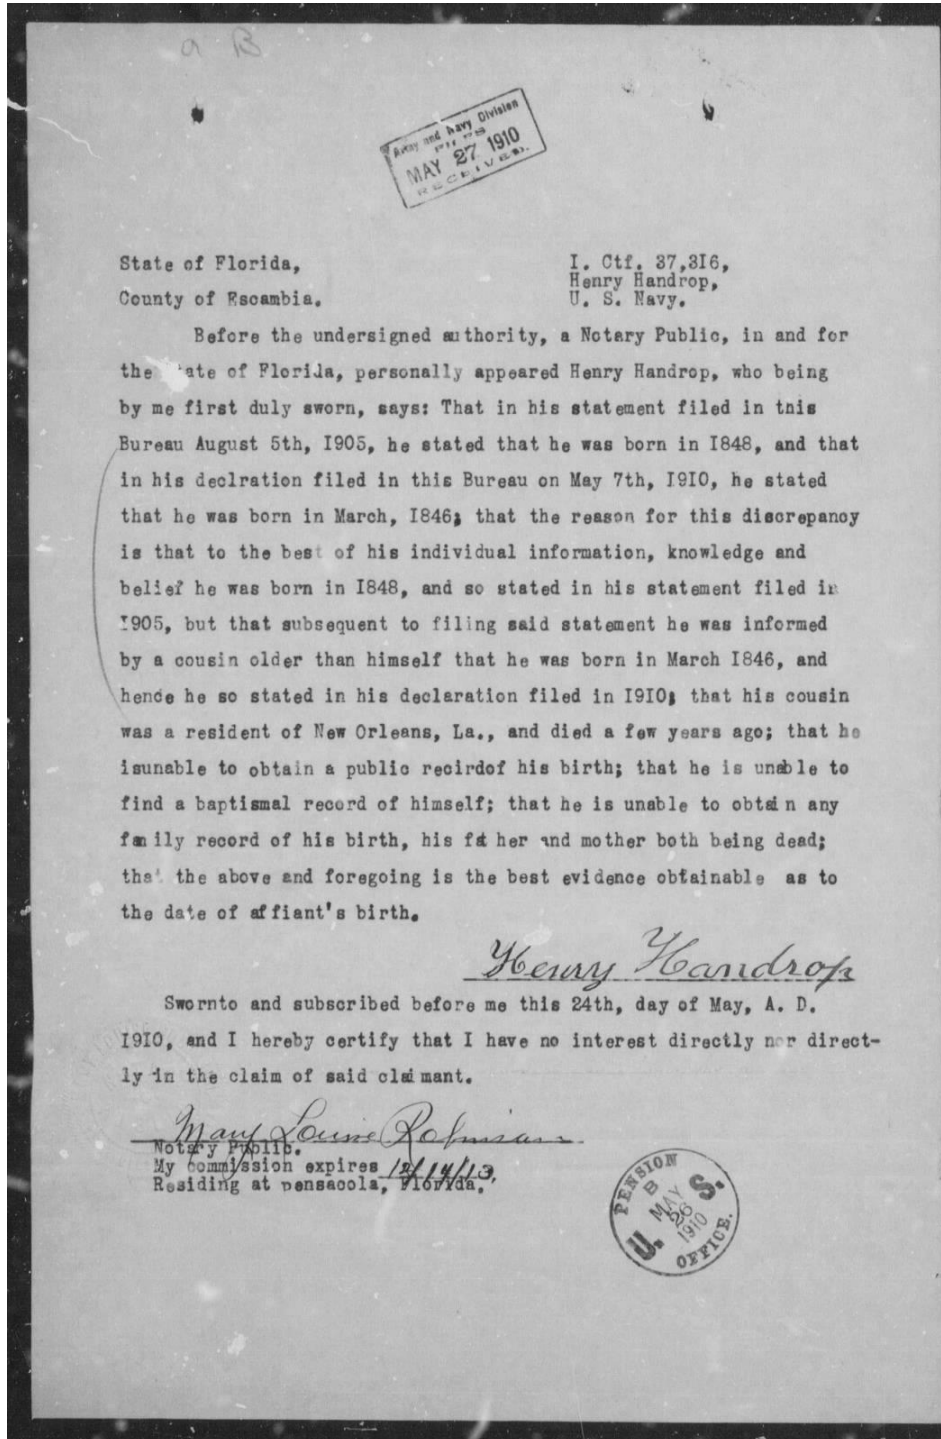 a B
Army and Navy Division
FILES
MAY 27 1910
RECEIVED.
State of Florida,
County of Escambia.
I. Ctf. 37,3I6,
Henry Handrop,
U. S. Navy.
Before the undersigned authority, a Notary Public, in and for
the ate of Florida, personally appeared Henry Handrop, who being
by me first duly sworn, says: That in his statement filed in this
Bureau August 5th, I905, he stated that he was born in I848, and that
in his declration filed in this Bureau on May 7th, I9IO, he stated
that he was born in March, I846; that the reason for this discrepancy
is that to the best of his individual information, knowledge and
belief he was born in I848, and so stated in his statement filed in
I905, but that subsequent to filing said statement he was informed
by a cousin older than himself that he was born in March I846, and
hence he so stated in his declaration filed in I9IO; that his cousin
was a resident of New Orleans, La., and died a few years ago; that he
isunable to obtain a public recirdof his birth; that he is unable to
find a baptismal record of himself; that he is unable to obtain any
family record of his birth, his father and mother both being dead;
that the above and foregoing is the best evidence obtainable as to
the date of affiant's birth.
Henry Handrop
Swornto and subscribed before me this 24th, day of May, A. D.
I9IO, and I hereby certify that I have no interest directly nor direct-
ly in the claim of said claimant.
Mary Louise Robinson
Notary Public.
My commission expires 12/14/13.
Residing at Pensacola, Florida.
PENSION
B
MAY
26
1910
U. S.
OFFICE.